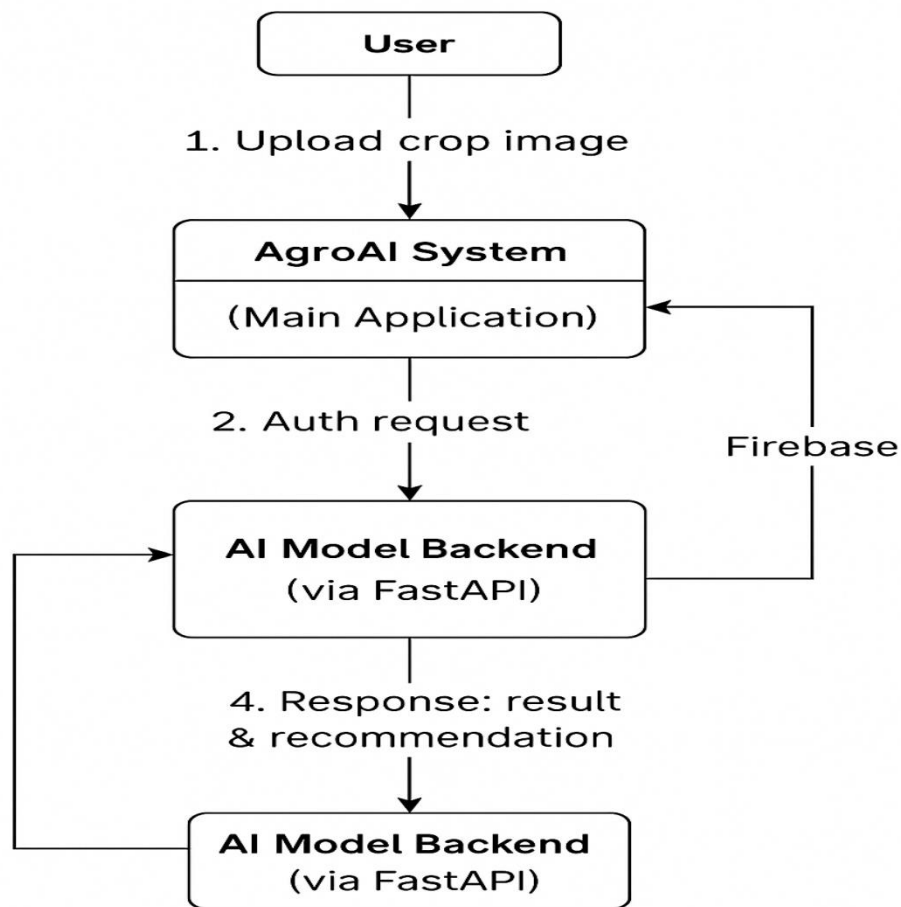 User
1. Upload crop image
AgroAI System
(Main Application)
2. Auth request
Firebase
AI Model Backend
(via FastAPI)
4. Response: result
& recommendation
AI Model Backend
(via FastAPI)